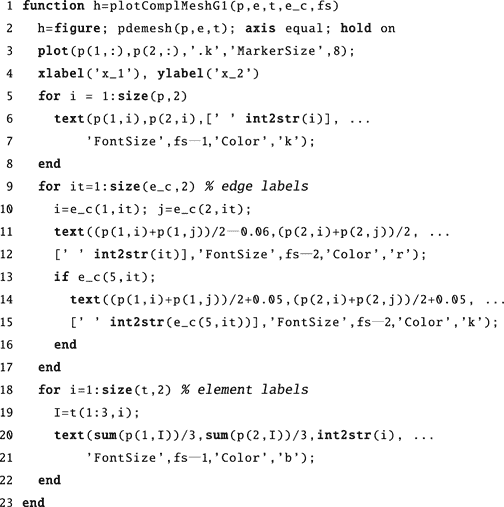 1 function h=plotComplMeshG1(p,e,t,e_c,fs)
2 h=figure; pdemesh(p,e,t); axis equal; hold on
3 plot(p(1,:),p(2,:),'.k','MarkerSize',8);
4 xlabel('x_1'), ylabel('x_2')
5 for i = 1:size(p,2)
6 text(p(1,i),p(2,i),[' ' int2str(i)], ...
7 'FontSize',fs—1,'Color','k');
8 end
9 for it=1:size(e_c,2) % edge labels
10 i=e_c(1,it); j=e_c(2,it);
11 text((p(1,i)+p(1,j))/2—0.06,(p(2,i)+p(2,j))/2, ...
12 [' ' int2str(it)],'FontSize',fs—2,'Color','r');
13 if e_c(5,it);
14 text((p(1,i)+p(1,j))/2+0.05,(p(2,i)+p(2,j))/2+0.05, ...
15 [' ' int2str(e_c(5,it))],'FontSize',fs—2,'Color','k');
16 end
17 end
18 for i=1:size(t,2) % element labels
19 I=t(1:3,i);
20 text(sum(p(1,I))/3,sum(p(2,I))/3,int2str(i), ...
21 'FontSize',fs—1,'Color','b');
22 end
23 end